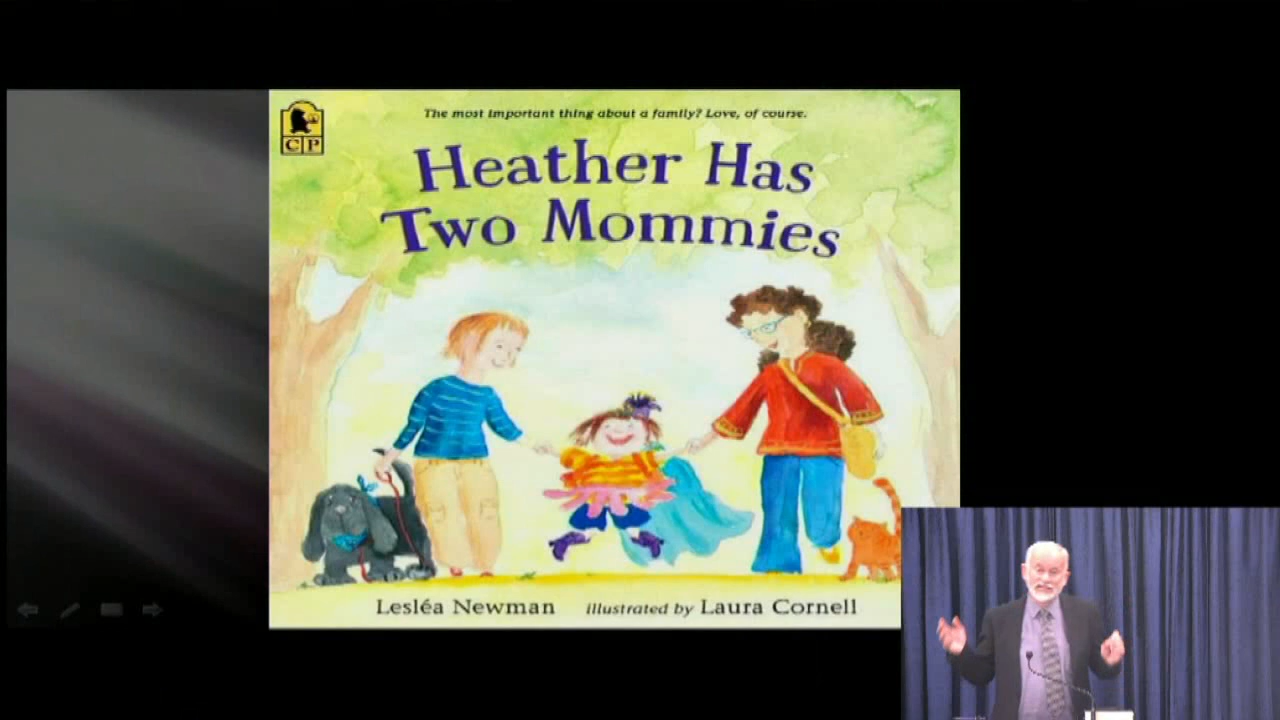 The most important thing about a family? Love, of course.
C P
Heather Has
Two Mommies
Lesléa Newman illustrated by Laura Cornell